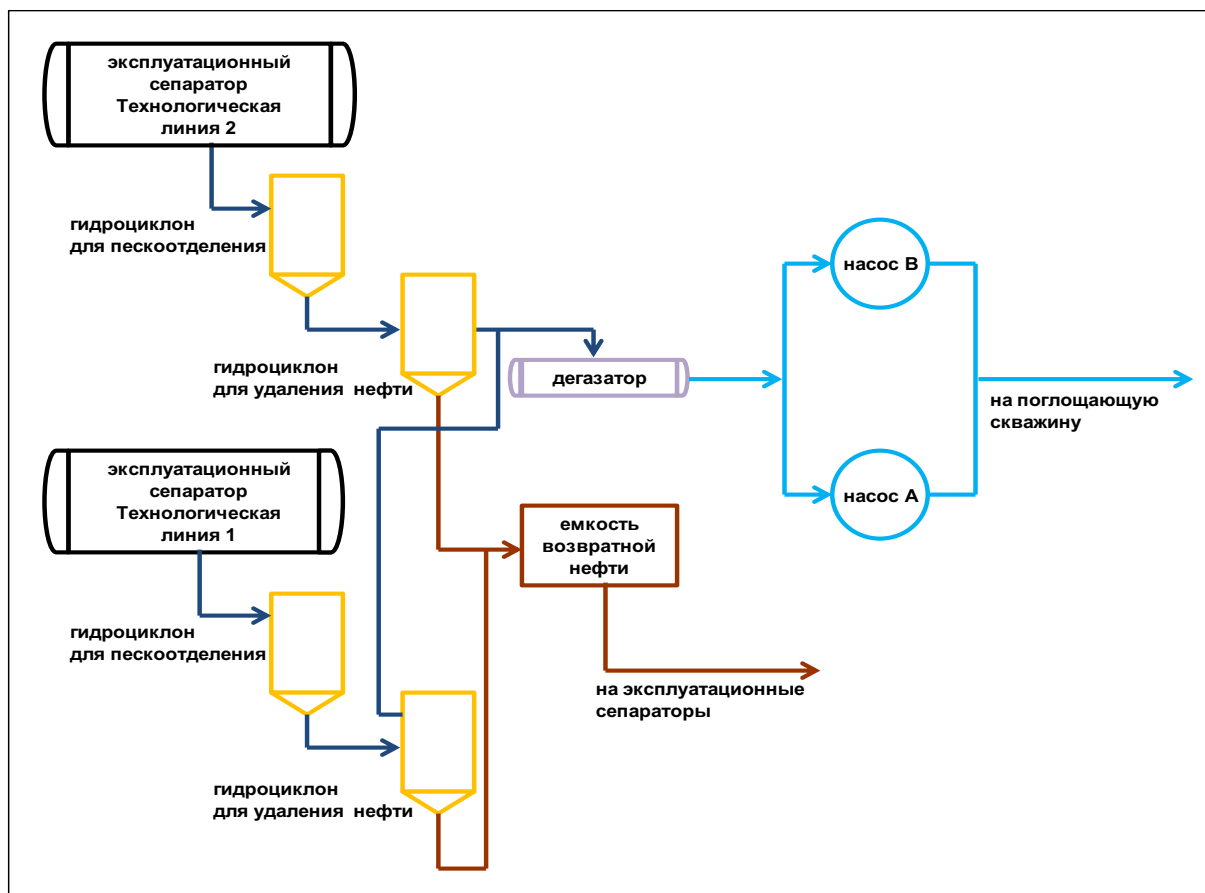 эксплуатационный
сепаратор
Технологическая
линия 2
гидроциклон
для пескоотделения
насос В
гидроциклон
для удаления нефти
дегазатор
на поглощающую
скважину
эксплуатационный
сепаратор
Технологическая
линия 1
насос А
емкость
возвратной
нефти
гидроциклон
для пескоотделения
на эксплуатационные
сепараторы
гидроциклон
для удаления нефти